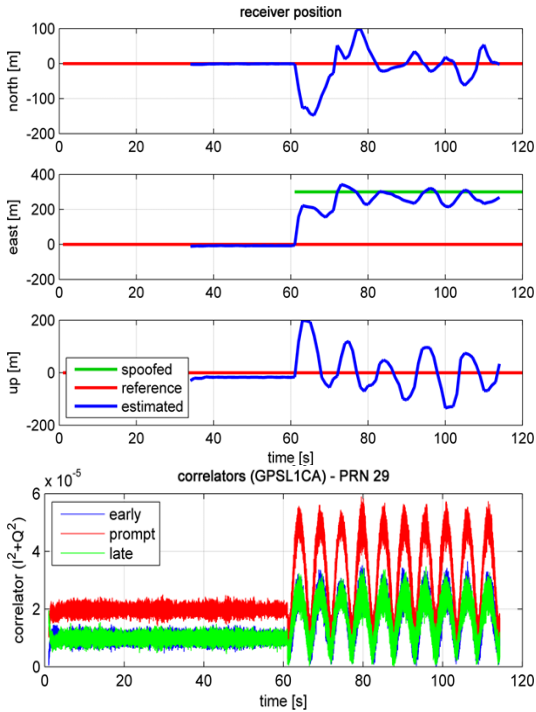 receiver position
100
0
-100
-200
north [m]
0 20 40 60 80 100 120
400
200
0
-200
east [m]
0 20 40 60 80 100 120
200
0
-200
up [m]
spoofed
reference
estimated
0 20 40 60 80 100 120
time [s]
x 10^-5
correlators (GPSL1CA) - PRN 29
6
4
2
0
correlator (I^2+Q^2)
early
prompt
late
0 20 40 60 80 100 120
time [s]